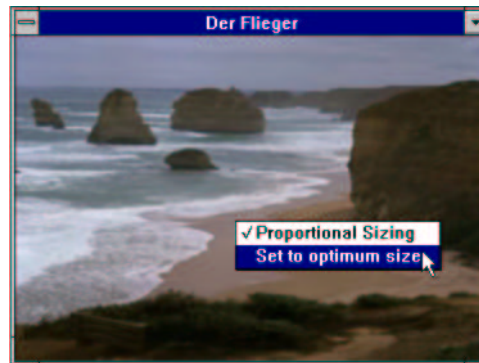 Der Flieger
✓ Proportional Sizing
Set to optimum size